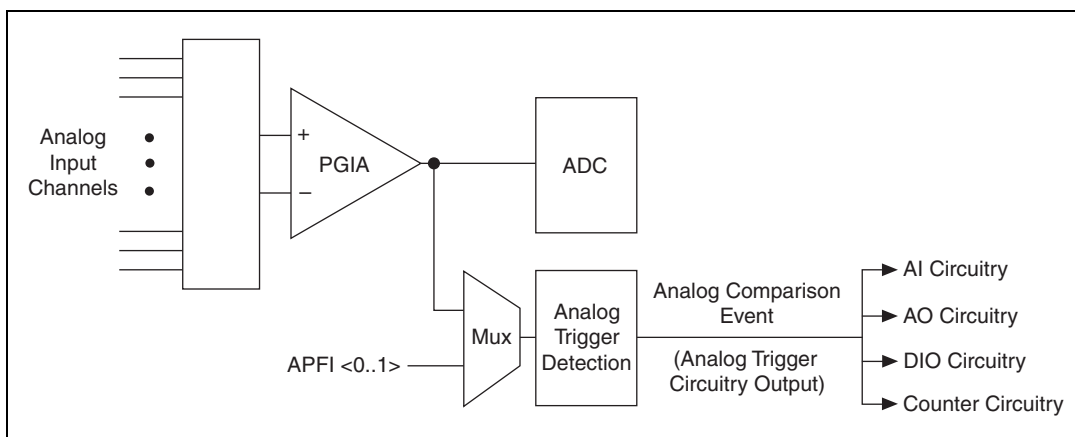 Analog
Input
Channels
+
PGIA
−
ADC
APFI <0..1>
Mux
Analog
Trigger
Detection
Analog Comparison
Event
(Analog Trigger
Circuitry Output)
AI Circuitry
AO Circuitry
DIO Circuitry
Counter Circuitry